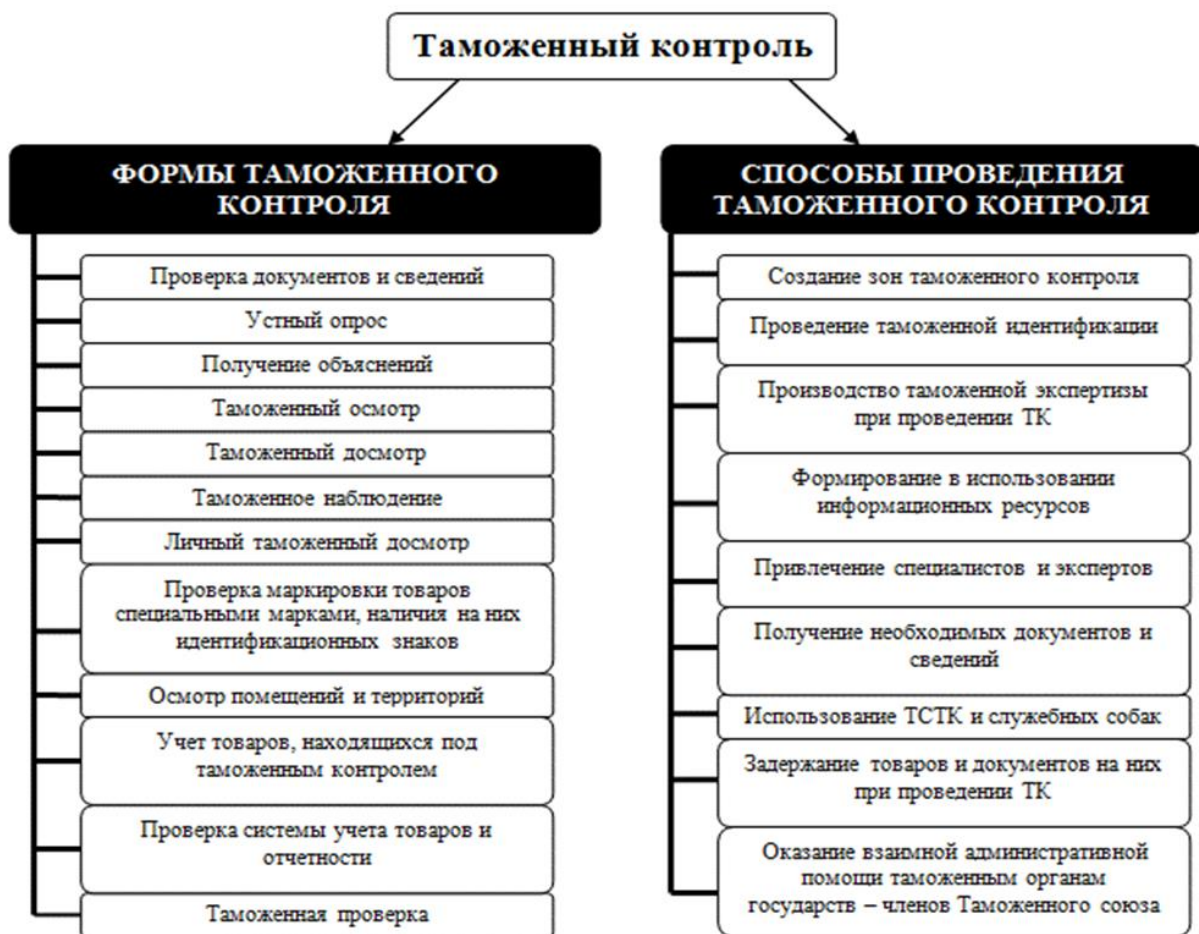 Таможенный контроль
ФОРМЫ ТАМОЖЕННОГО
КОНТРОЛЯ
Проверка документов и сведений
Устный опрос
Получение объяснений
Таможенный осмотр
Таможенный досмотр
Таможенное наблюдение
Личный таможенный досмотр
Проверка маркировки товаров
специальными марками, наличия на них
идентификационных знаков
Осмотр помещений и территорий
Учет товаров, находящихся под
таможенным контролем
Проверка системы учета товаров и
отчетности
Таможенная проверка
СПОСОБЫ ПРОВЕДЕНИЯ
ТАМОЖЕННОГО КОНТРОЛЯ
Создание зон таможенного контроля
Проведение таможенной идентификации
Производство таможенной экспертизы
при проведении ТК
Формирование в использовании
информационных ресурсов
Привлечение специалистов и экспертов
Получение необходимых документов и
сведений
Использование ТСТК и служебных собак
Задержание товаров и документов на них
при проведении ТК
Оказание взаимной административной
помощи таможенным органам
государств – членов Таможенного союза